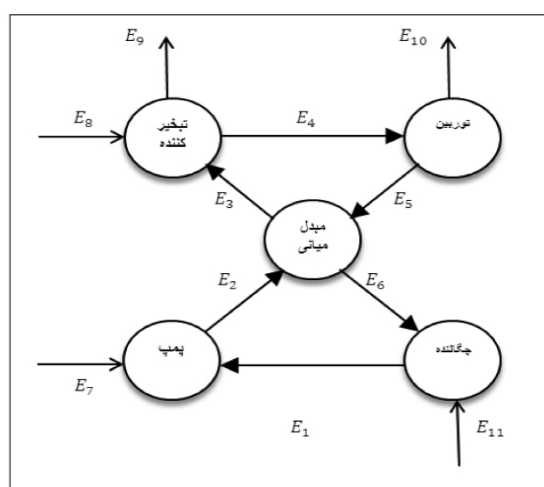 E₉
E₁₀
E₈
تبخیر
کننده
E₄
توربین
E₃
E₅
مبدل
میانی
E₂
E₆
پمپ
چگالنده
E₇
E₁
E₁₁